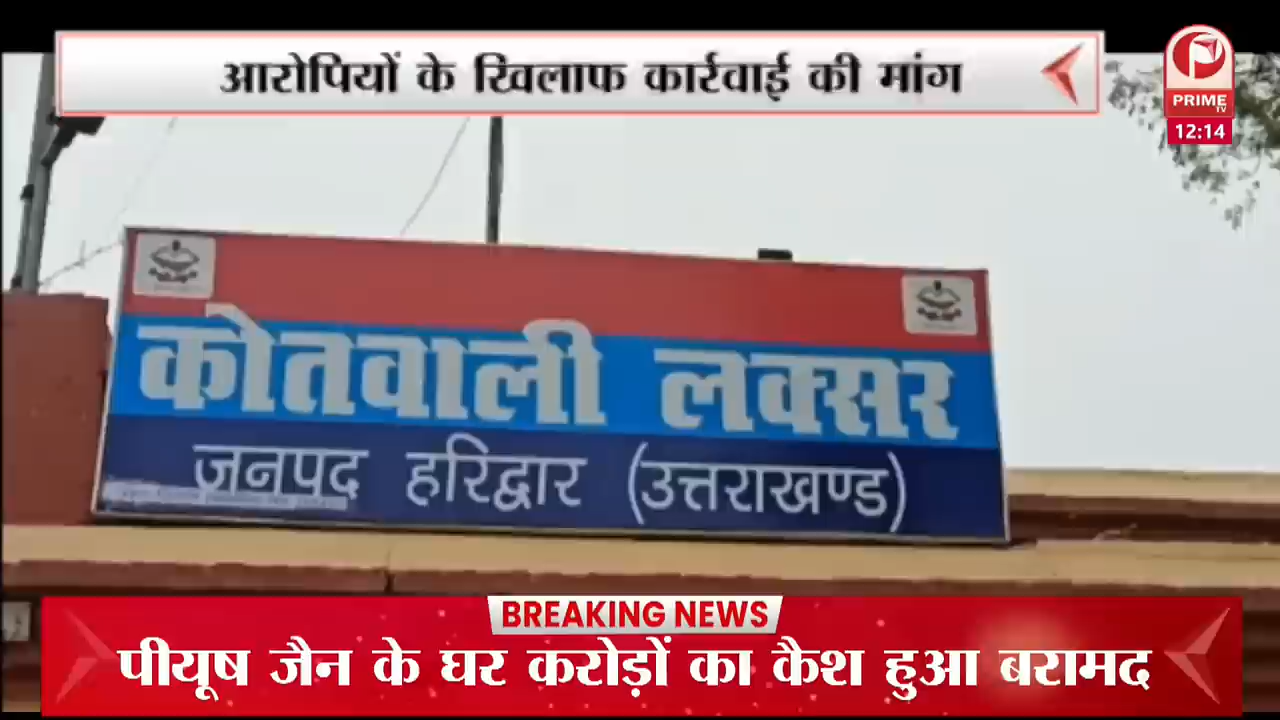 आरोपियों के खिलाफ कार्रवाई की मांग
PRIME
TV
12:14
कोतवाली लक्सर
जनपद हरिद्वार (उत्तराखण्ड)
BREAKING NEWS
पीयूष जैन के घर करोड़ों का कैश हुआ बरामद